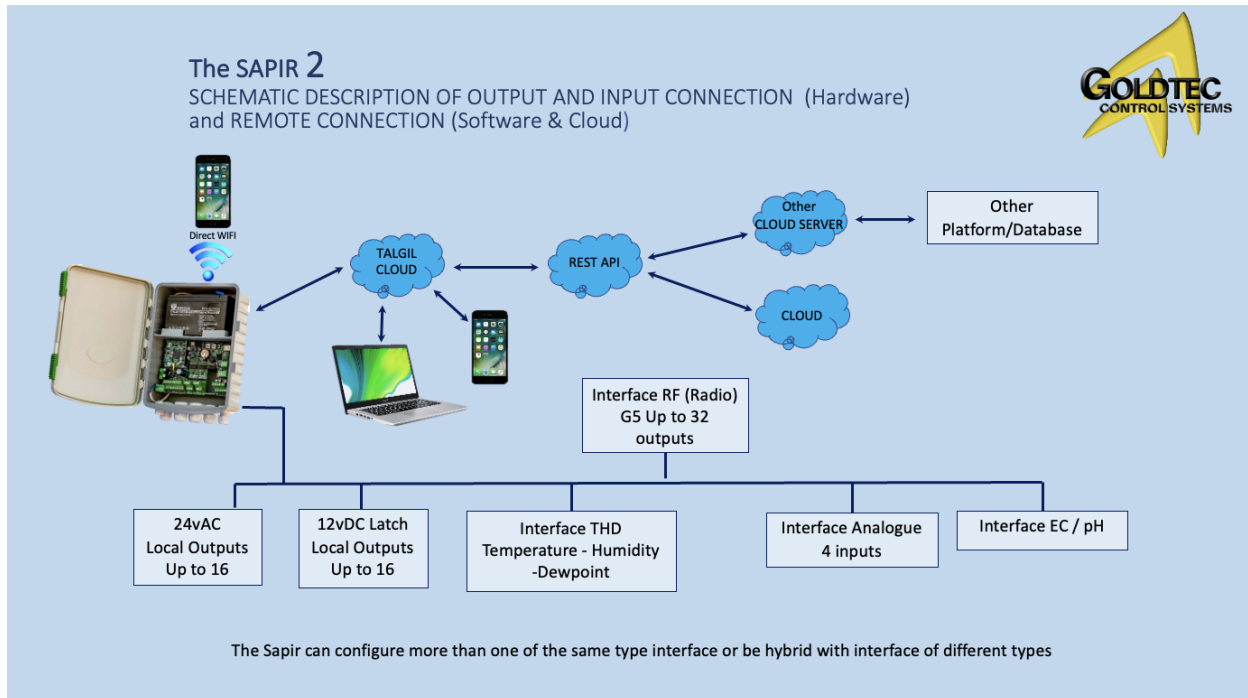 The SAPIR 2
SCHEMATIC DESCRIPTION OF OUTPUT AND INPUT CONNECTION (Hardware)
and REMOTE CONNECTION (Software & Cloud)
GOLDTEC
CONTROL SYSTEMS
Direct WIFI
TALGIL
CLOUD
REST API
Other
CLOUD SERVER
Other
Platform/Database
CLOUD
Interface RF (Radio)
G5 Up to 32
outputs
24vAC
Local Outputs
Up to 16
12vDC Latch
Local Outputs
Up to 16
Interface THD
Temperature - Humidity
-Dewpoint
Interface Analogue
4 inputs
Interface EC / pH
The Sapir can configure more than one of the same type interface or be hybrid with interface of different types